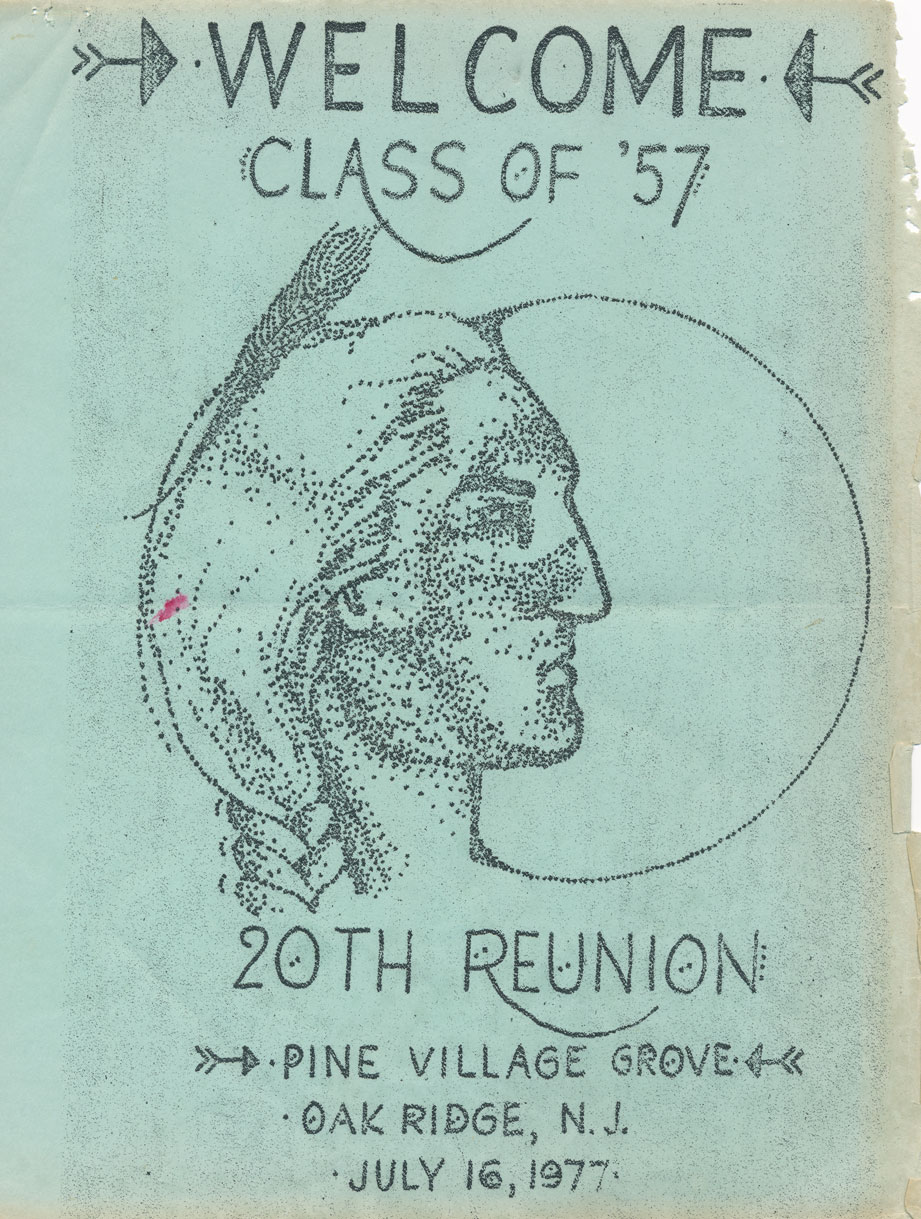 WELCOME
CLASS OF '57
20TH REUNION
PINE VILLAGE GROVE
OAK RIDGE, N.J.
JULY 16, 1977